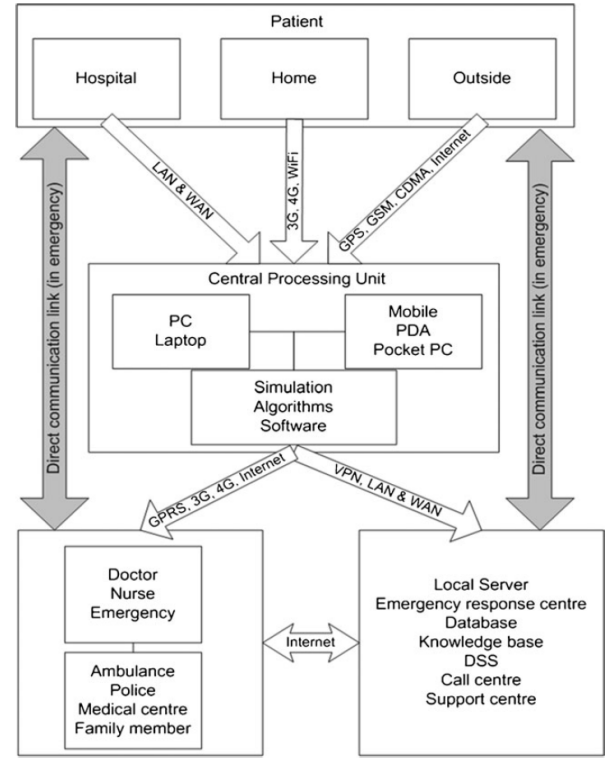 Patient
Hospital
Home
Outside
LAN & WAN
3G, 4G, WiFi
GPS, GSM, CDMA, Internet
Direct communication link (in emergency)
Direct communication link (in emergency)
Central Processing Unit
PC
Laptop
Mobile
PDA
Pocket PC
Simulation
Algorithms
Software
GPRS, 3G, 4G, Internet
VPN, LAN & WAN
Doctor
Nurse
Emergency
Ambulance
Police
Medical centre
Family member
Internet
Local Server
Emergency response centre
Database
Knowledge base
DSS
Call centre
Support centre